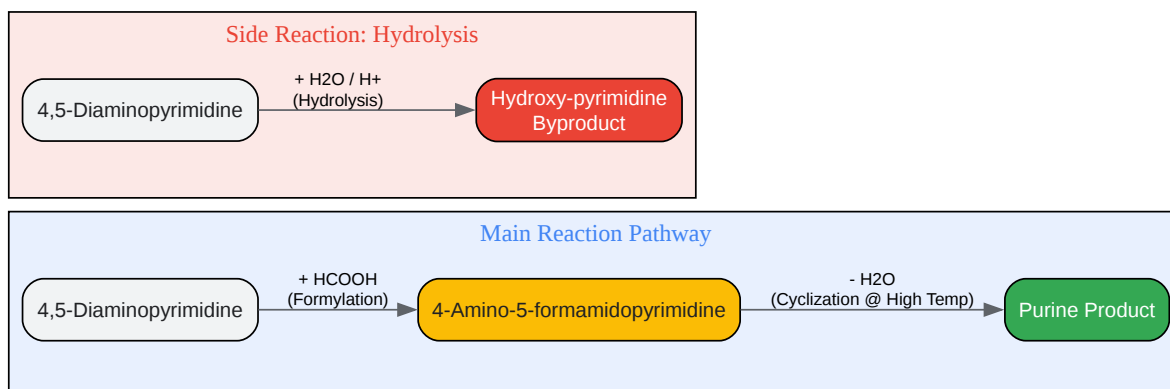 Side Reaction: Hydrolysis
4,5-Diaminopyrimidine
+ H2O / H+
(Hydrolysis)
Hydroxy-pyrimidine
Byproduct
Main Reaction Pathway
4,5-Diaminopyrimidine
+ HCOOH
(Formylation)
4-Amino-5-formamidopyrimidine
- H2O
(Cyclization @ High Temp)
Purine Product